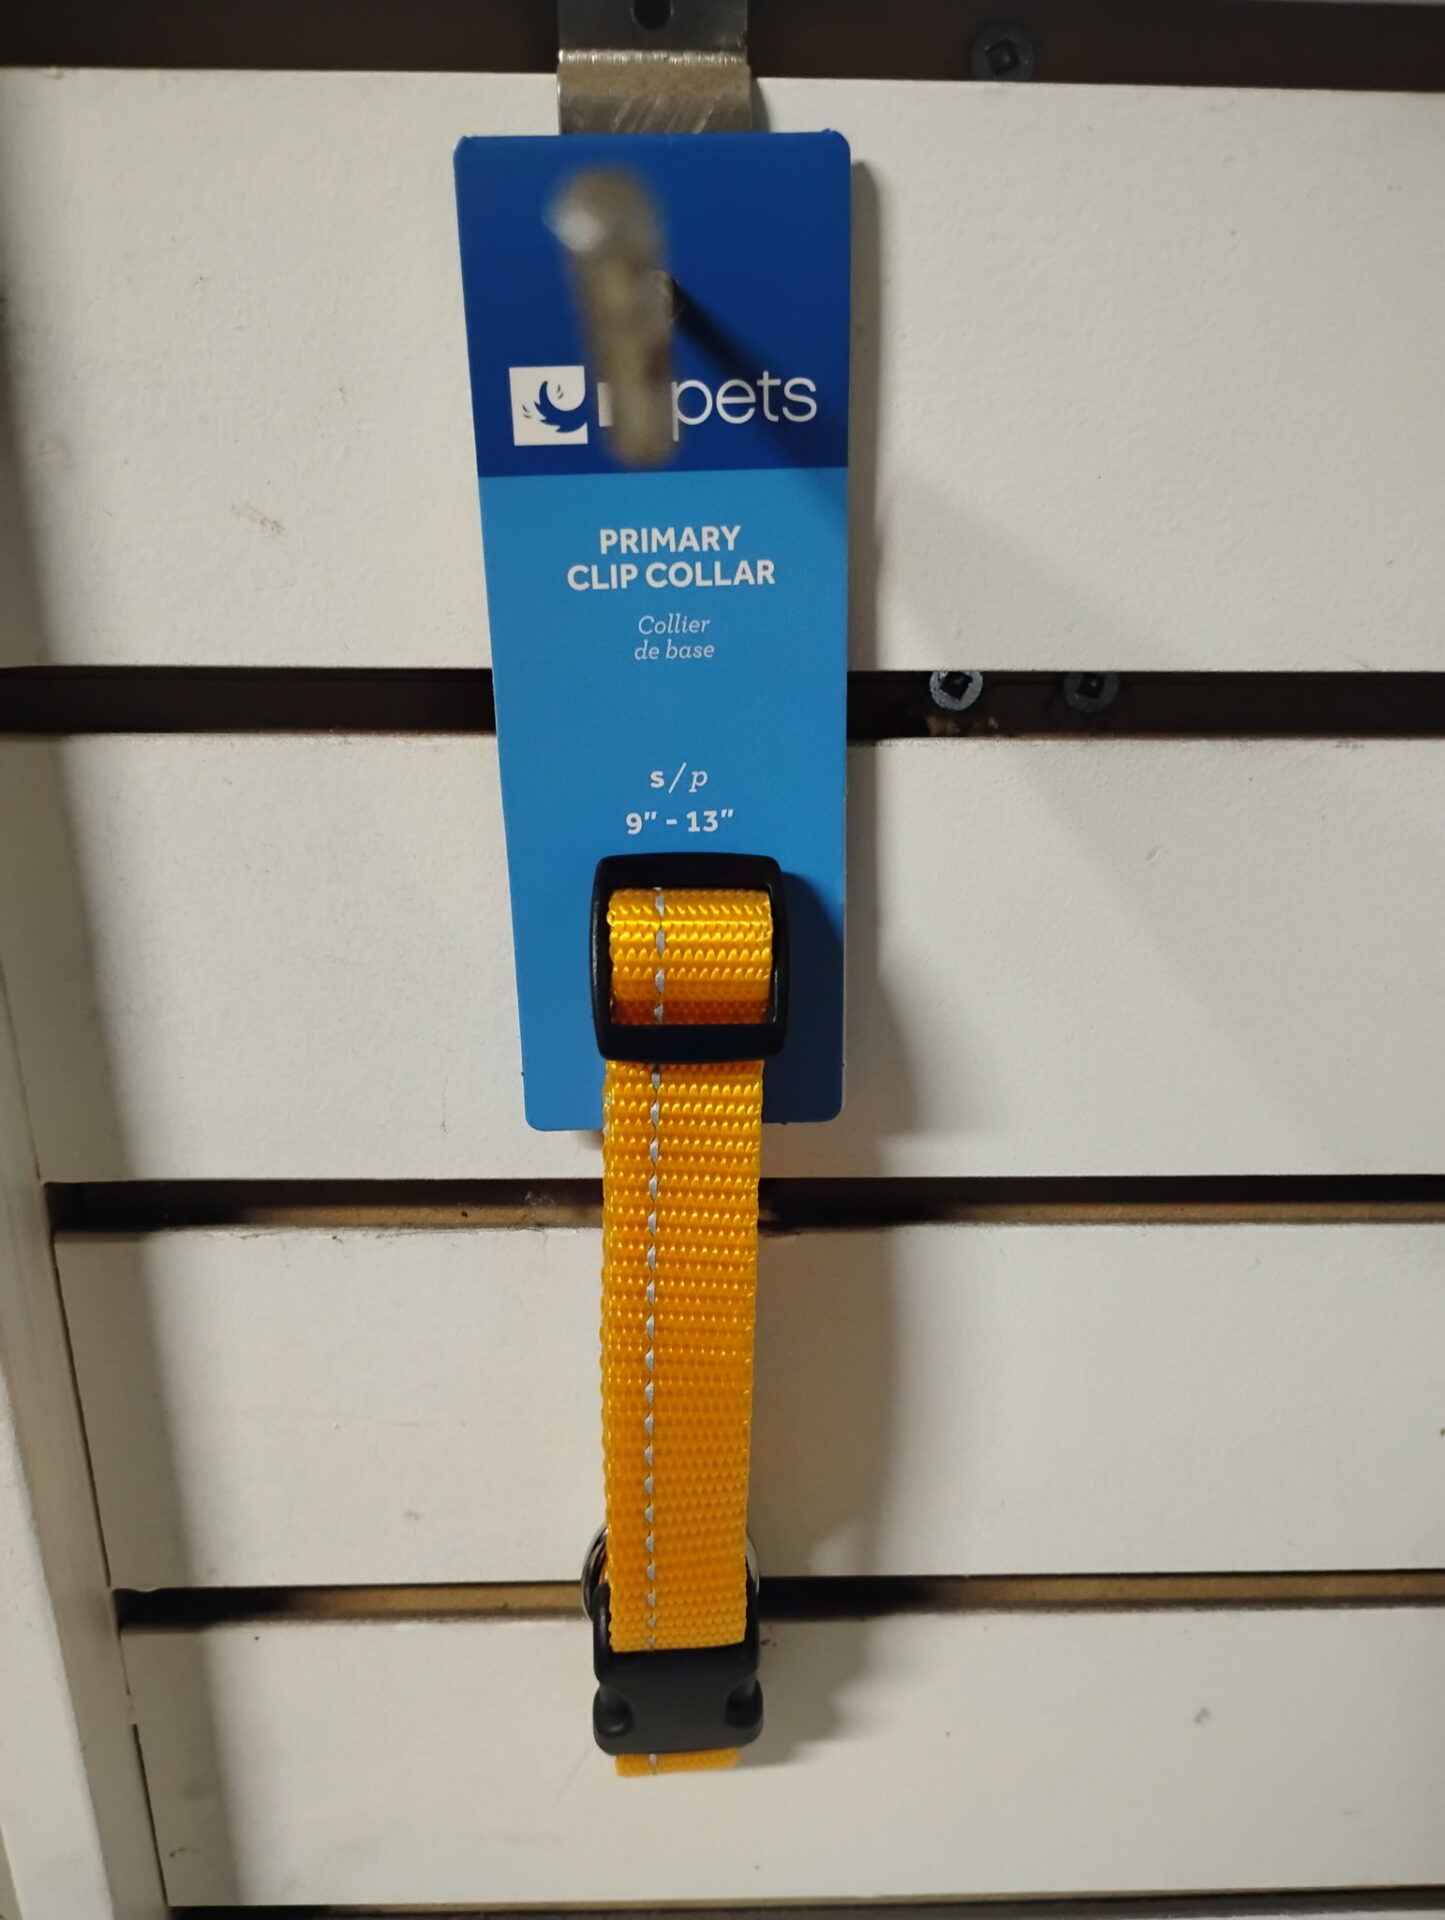 pets
PRIMARY
CLIP COLLAR
Collier
de base
s/p
9" - 13"